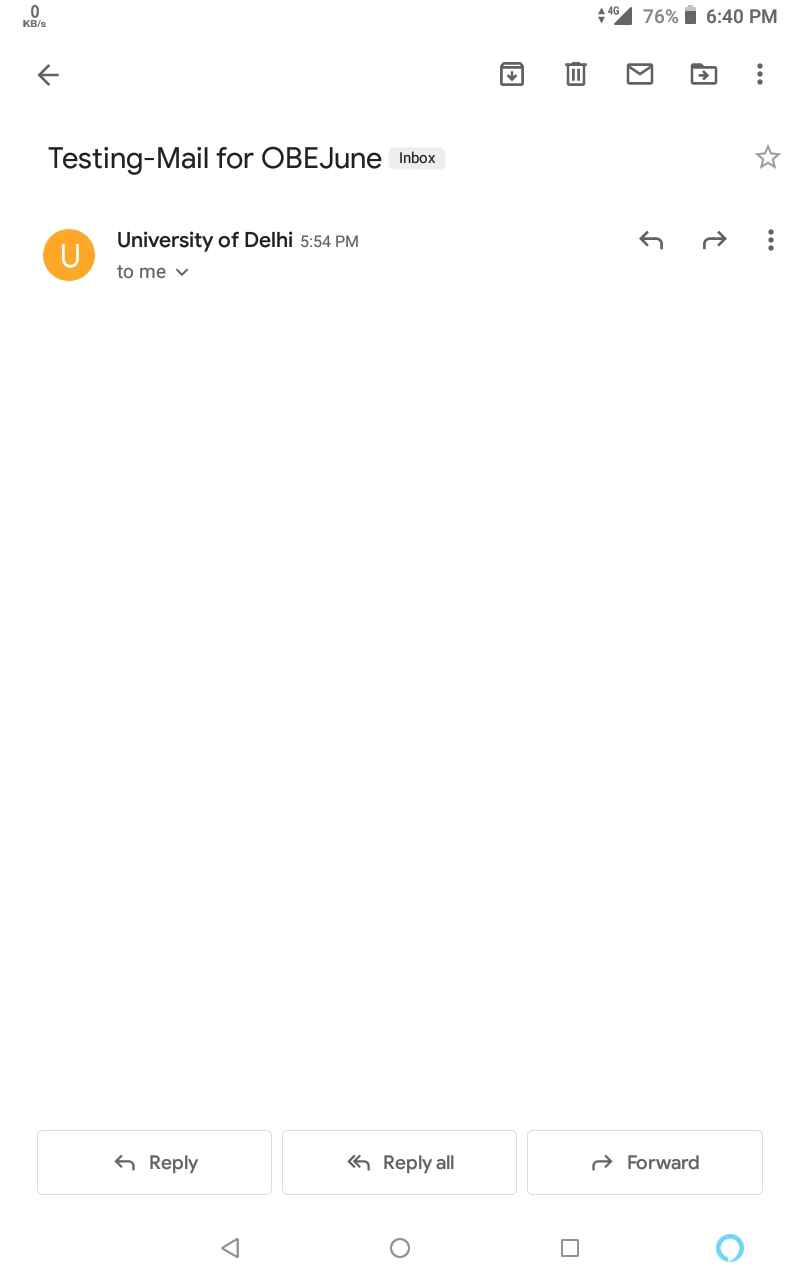 0
KB/s
4G 76% 6:40 PM
Testing-Mail for OBEJune Inbox
U
University of Delhi 5:54 PM
to me
Reply
Reply all
Forward